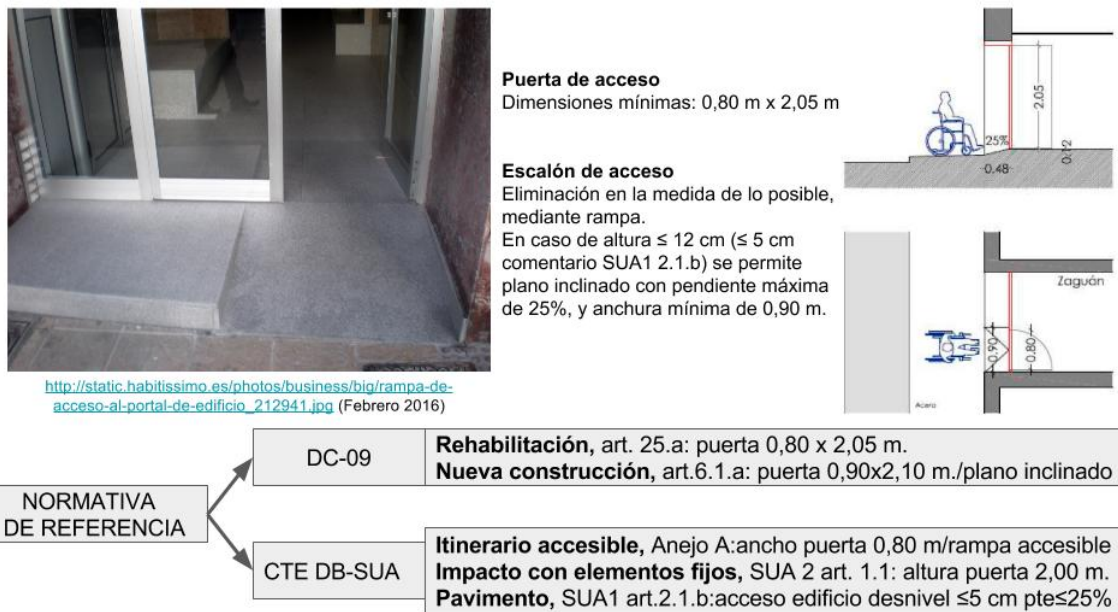 Puerta de acceso
Dimensiones mínimas: 0,80 m x 2,05 m
Escalón de acceso
Eliminación en la medida de lo posible,
mediante rampa.
En caso de altura ≤ 12 cm (≤ 5 cm
comentario SUA1 2.1.b) se permite
plano inclinado con pendiente máxima
de 25%, y anchura mínima de 0,90 m.
2.05
25%
0.12
0.48
Zaguán
0.90
0.80
Acera
http://static.habitissimo.es/photos/business/big/rampa-de-
acceso-al-portal-de-edificio_212941.jpg (Febrero 2016)
NORMATIVA
DE REFERENCIA
DC-09
Rehabilitación, art. 25.a: puerta 0,80 x 2,05 m.
Nueva construcción, art.6.1.a: puerta 0,90x2,10 m./plano inclinado
CTE DB-SUA
Itinerario accesible, Anejo A:ancho puerta 0,80 m/rampa accesible
Impacto con elementos fijos, SUA 2 art. 1.1: altura puerta 2,00 m.
Pavimento, SUA1 art.2.1.b:acceso edificio desnivel ≤5 cm pte≤25%